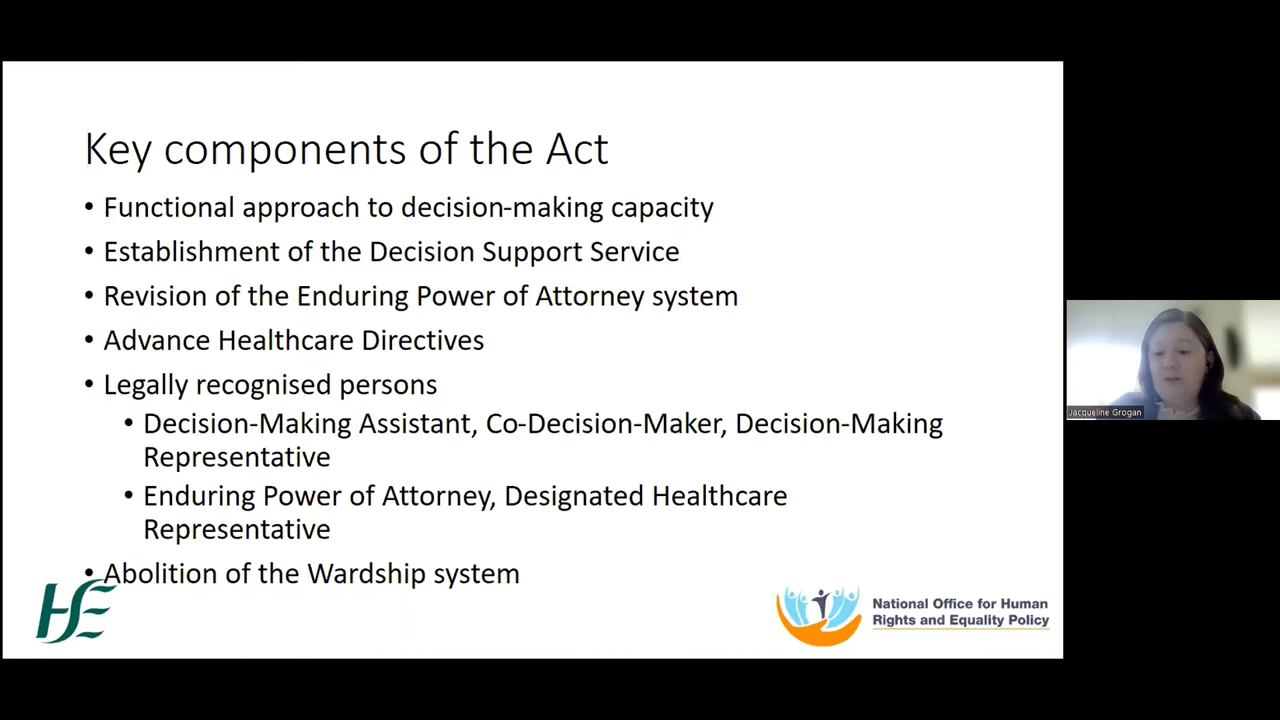 Key components of the Act
• Functional approach to decision-making capacity
• Establishment of the Decision Support Service
• Revision of the Enduring Power of Attorney system
• Advance Healthcare Directives
• Legally recognised persons
• Decision-Making Assistant, Co-Decision-Maker, Decision-Making
Representative
• Enduring Power of Attorney, Designated Healthcare
Representative
• Abolition of the Wardship system
HSE
National Office for Human
Rights and Equality Policy
Jacqueline Grogan